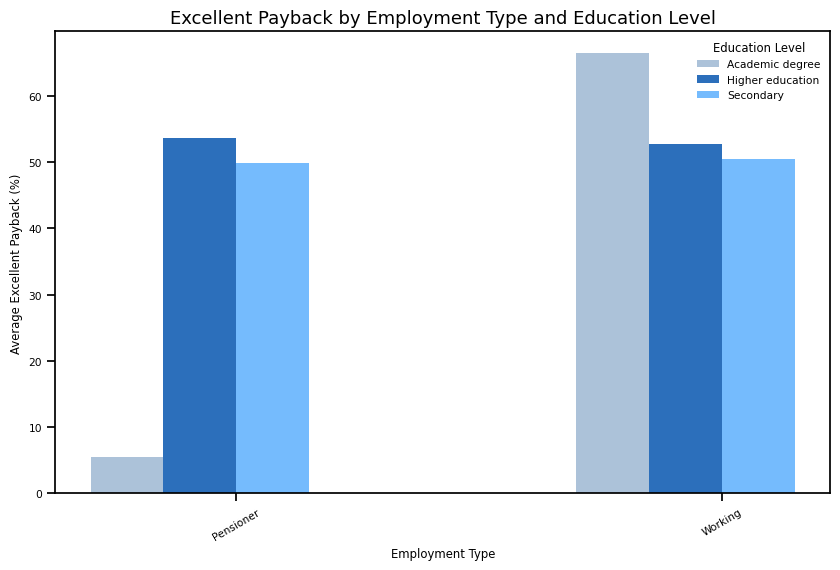 Excellent Payback by Employment Type and Education Level
Education Level
Academic degree
Higher education
Secondary
Average Excellent Payback (%)
60
50
40
30
20
10
0
Pensioner
Working
Employment Type